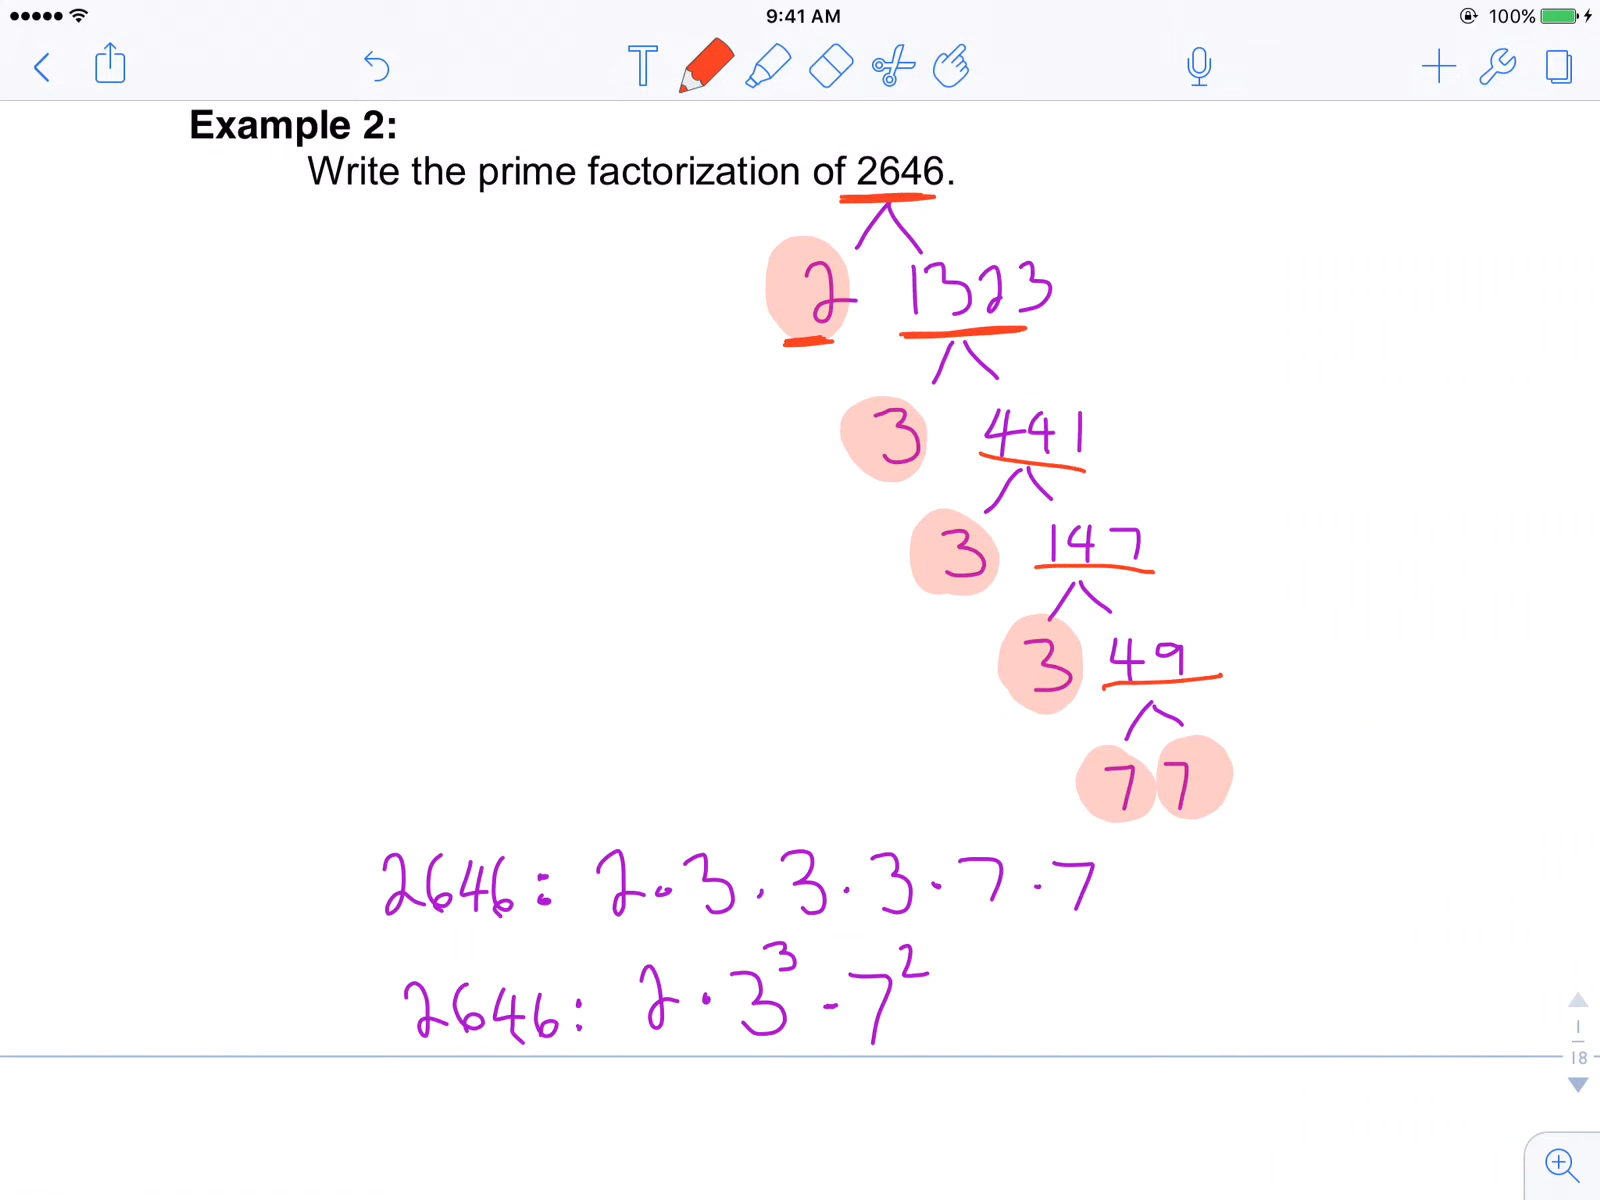 9:41 AM
100%
T
Example 2:
Write the prime factorization of 2646.
2 1323
3 441
3 147
3 49
7 7
2646: 2 · 3 · 3 · 3 · 7 · 7
2646: 2 · 3³ · 7²
1
18